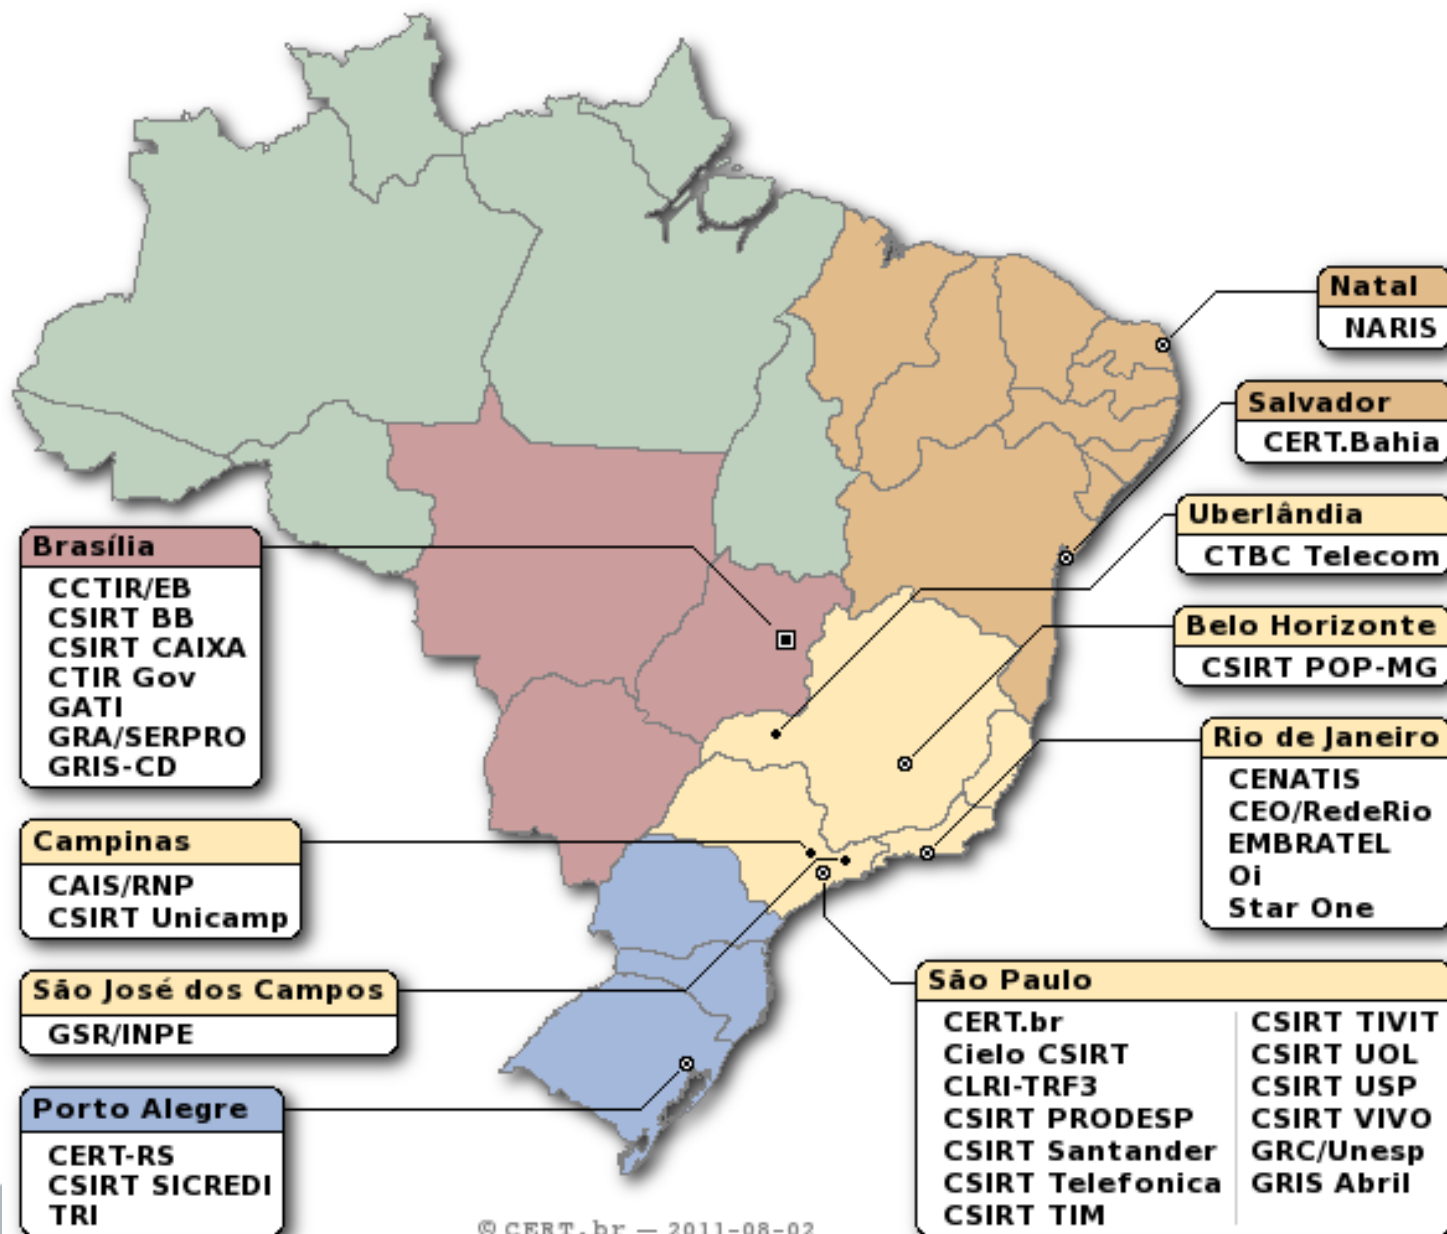 Natal
NARIS
Salvador
CERT.Bahia
Uberlândia
CTBC Telecom
Belo Horizonte
CSIRT POP-MG
Rio de Janeiro
CENATIS
CEO/RedeRio
EMBRATEL
Oi
Star One
Brasília
CCTIR/EB
CSIRT BB
CSIRT CAIXA
CTIR Gov
GATI
GRA/SERPRO
GRIS-CD
Campinas
CAIS/RNP
CSIRT Unicamp
São José dos Campos
GSR/INPE
Porto Alegre
CERT-RS
CSIRT SICREDI
TRI
São Paulo
CERT.br
Cielo CSIRT
CLRI-TRF3
CSIRT PRODESP
CSIRT Santander
CSIRT Telefonica
CSIRT TIM
CSIRT TIVIT
CSIRT UOL
CSIRT USP
CSIRT VIVO
GRC/Unesp
GRIS Abril
© CERT.br — 2011-08-02